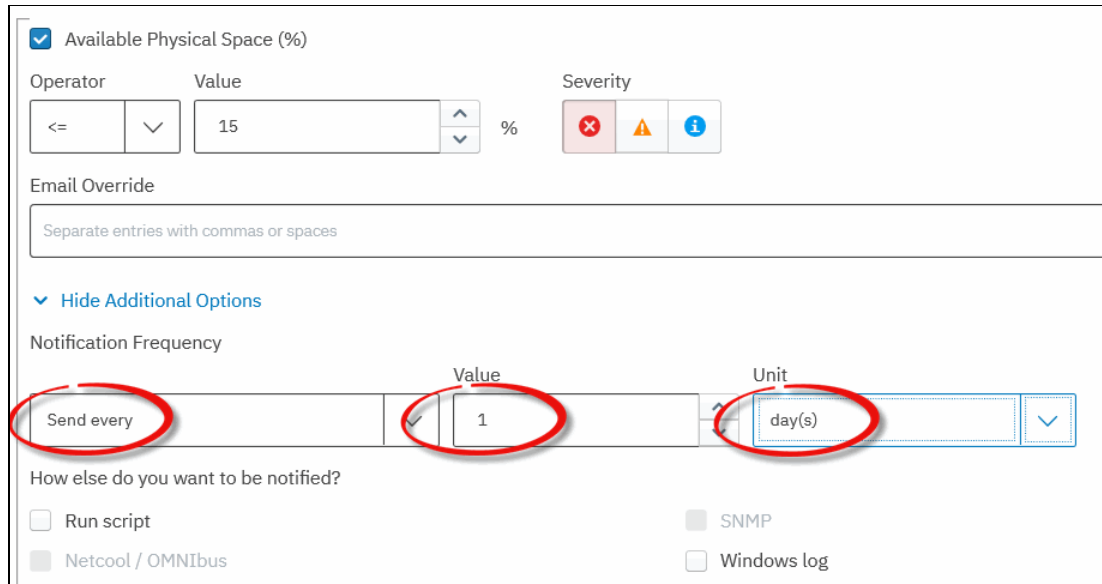 Available Physical Space (%)
Operator Value Severity
<= 15 %
Email Override
Separate entries with commas or spaces
Hide Additional Options
Notification Frequency
Value Unit
Send every 1 day(s)
How else do you want to be notified?
Run script SNMP
Netcool / OMNIbus Windows log